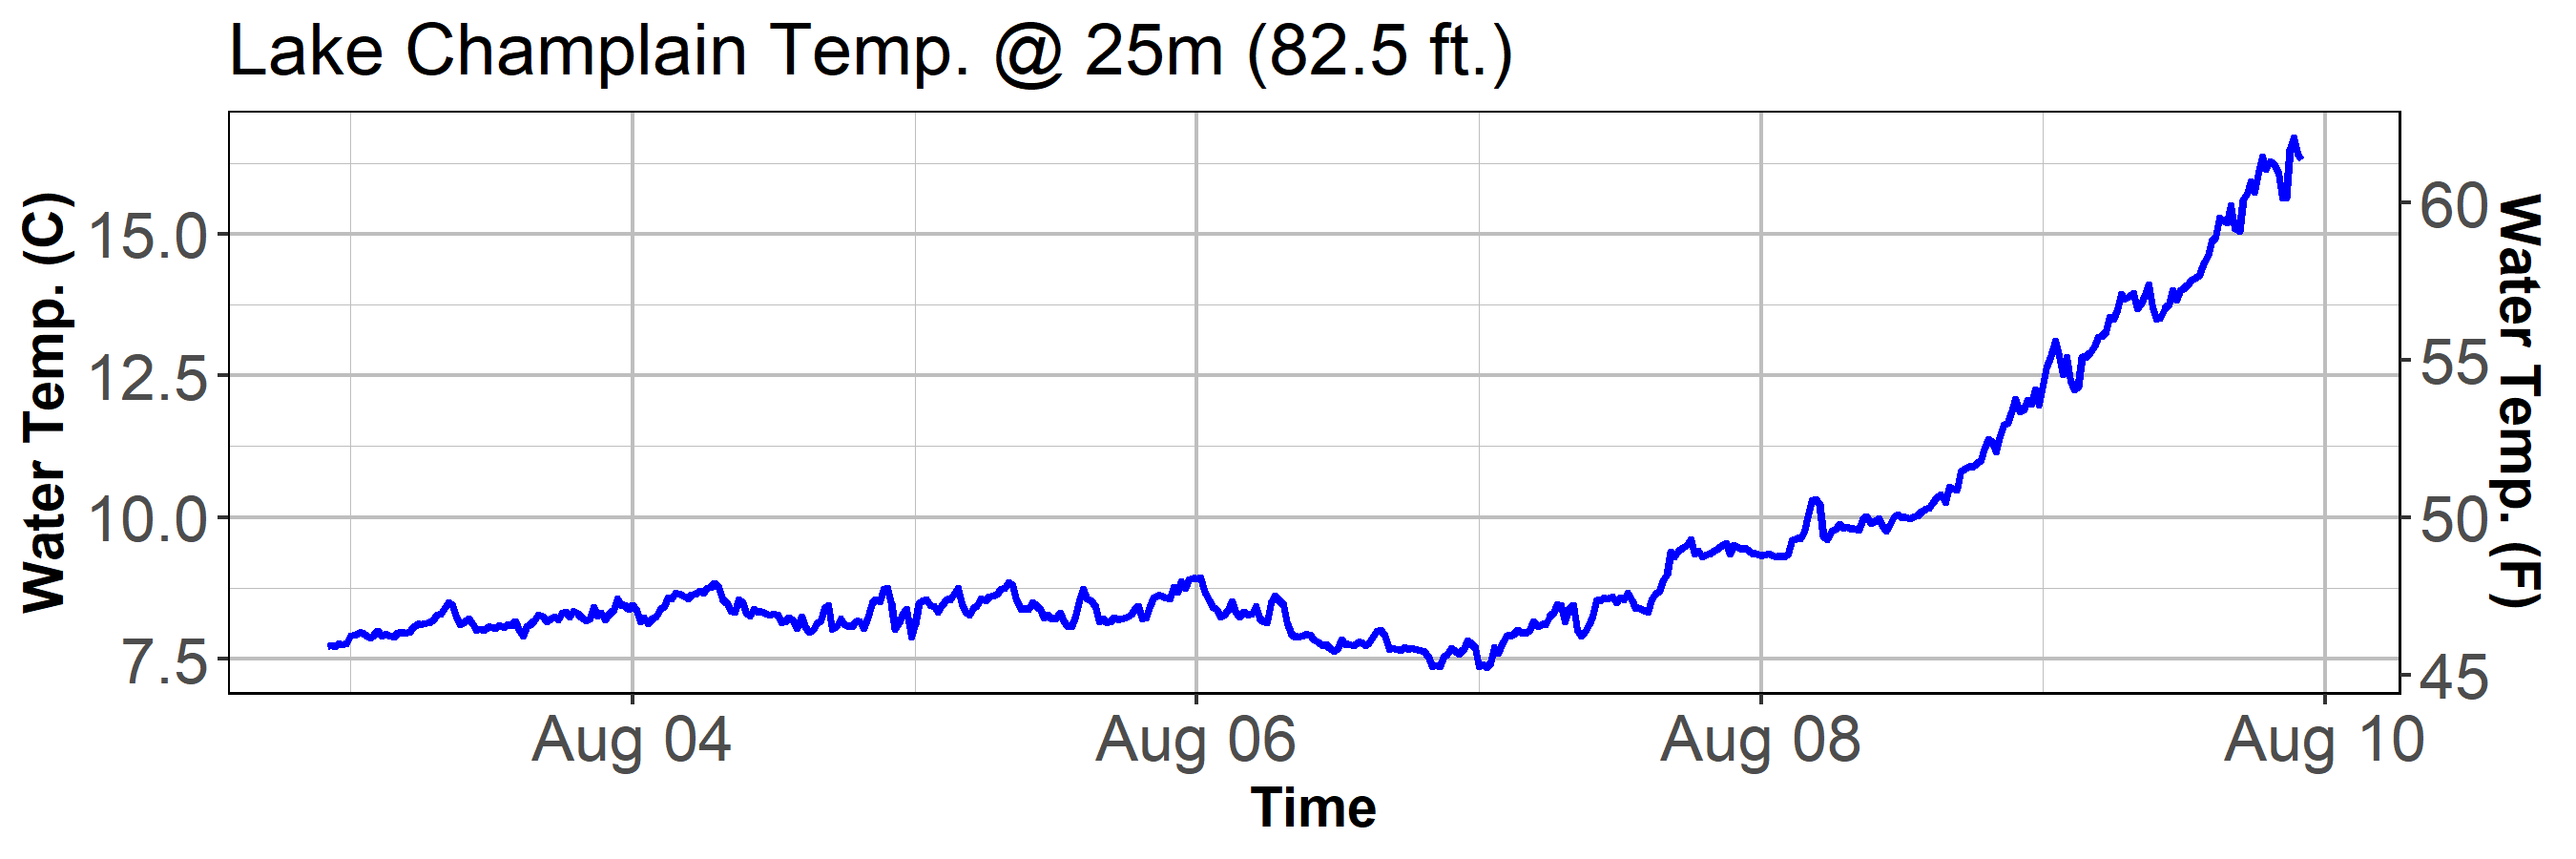 Lake Champlain Temp. @ 25m (82.5 ft.)
Water Temp. (C)
15.0
12.5
10.0
7.5
60
55
50
45
Water Temp. (F)
Aug 04
Aug 06
Aug 08
Aug 10
Time